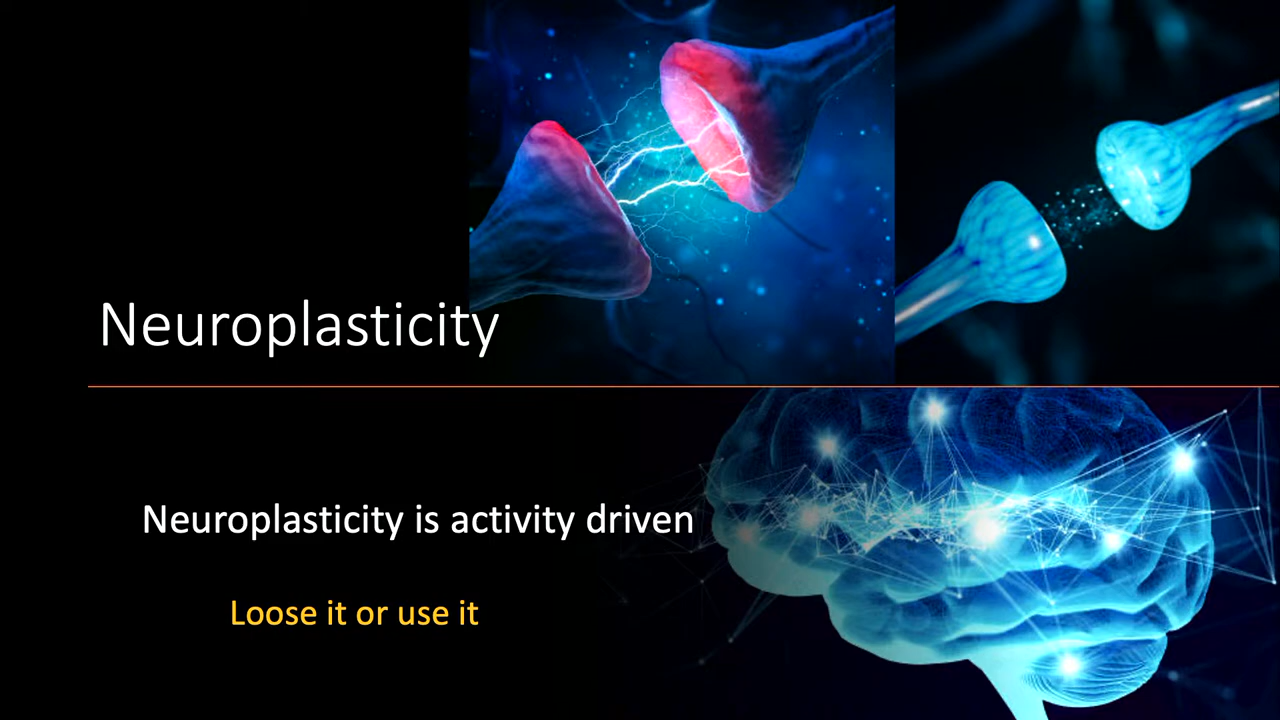 Neuroplasticity
Neuroplasticity is activity driven
Loose it or use it